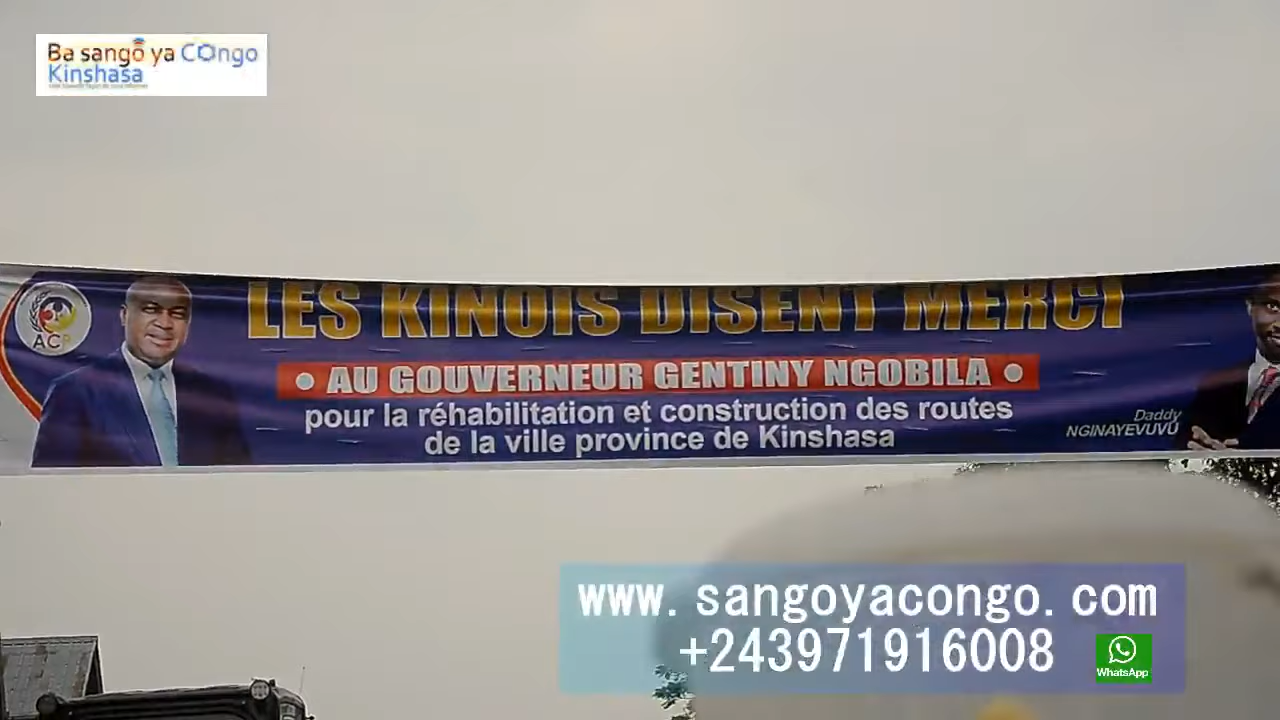 Ba sango ya COngo
Kinshasa
ACP
LES KINOIS DISENT MERCI
• AU GOUVERNEUR GENTINY NGOBILA •
pour la réhabilitation et construction des routes
de la ville province de Kinshasa
Daddy
NGINAYEVUVU
www.sangoyacongo.com
+243971916008
WhatsApp